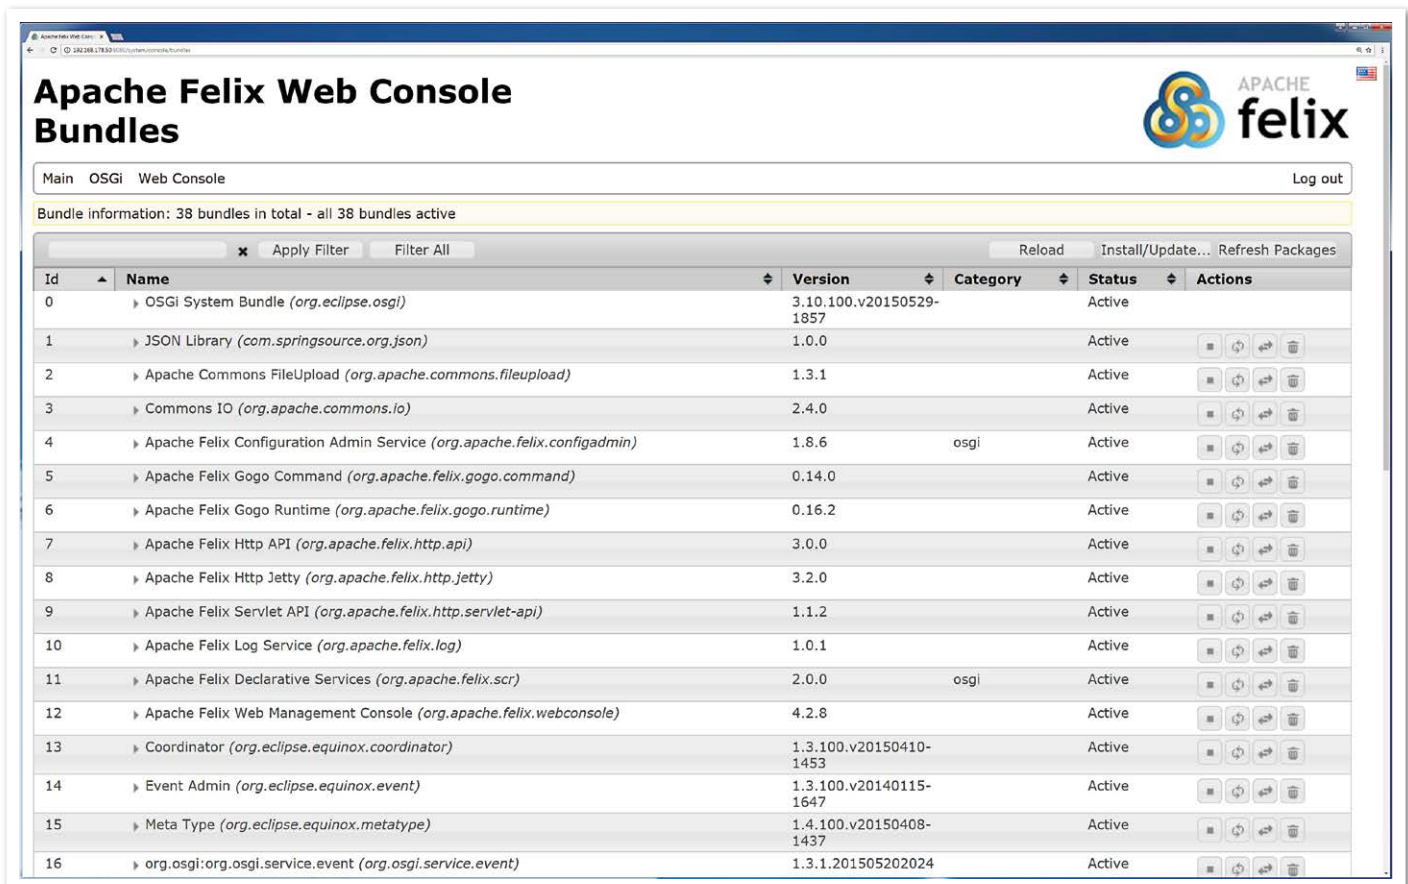 Apache Felix Web Console
192.168.178.50:8080/system/console/bundles
Apache Felix Web Console
Bundles
APACHE
felix
Main OSGi Web Console Log out
Bundle information: 38 bundles in total - all 38 bundles active
Apply Filter Filter All Reload Install/Update... Refresh Packages
Id Name Version Category Status Actions
0 OSGi System Bundle (org.eclipse.osgi) 3.10.100.v20150529- Active
1857
1 JSON Library (com.springsource.org.json) 1.0.0 Active
2 Apache Commons FileUpload (org.apache.commons.fileupload) 1.3.1 Active
3 Commons IO (org.apache.commons.io) 2.4.0 Active
4 Apache Felix Configuration Admin Service (org.apache.felix.configadmin) 1.8.6 osgi Active
5 Apache Felix Gogo Command (org.apache.felix.gogo.command) 0.14.0 Active
6 Apache Felix Gogo Runtime (org.apache.felix.gogo.runtime) 0.16.2 Active
7 Apache Felix Http API (org.apache.felix.http.api) 3.0.0 Active
8 Apache Felix Http Jetty (org.apache.felix.http.jetty) 3.2.0 Active
9 Apache Felix Servlet API (org.apache.felix.http.servlet-api) 1.1.2 Active
10 Apache Felix Log Service (org.apache.felix.log) 1.0.1 Active
11 Apache Felix Declarative Services (org.apache.felix.scr) 2.0.0 osgi Active
12 Apache Felix Web Management Console (org.apache.felix.webconsole) 4.2.8 Active
13 Coordinator (org.eclipse.equinox.coordinator) 1.3.100.v20150410- Active
1453
14 Event Admin (org.eclipse.equinox.event) 1.3.100.v20140115- Active
1647
15 Meta Type (org.eclipse.equinox.metatype) 1.4.100.v20150408- Active
1437
16 org.osgi:org.osgi.service.event (org.osgi.service.event) 1.3.1.201505202024 Active